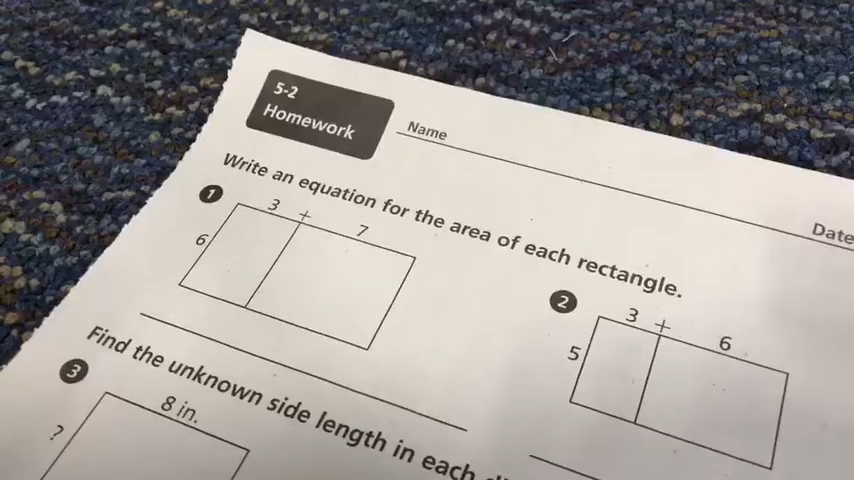 5-2
Homework
Name
Date
Write an equation for the area of each rectangle.
1
3 + 7
6
2
3 + 6
5
Find the unknown side length in each
3
8 in.
?